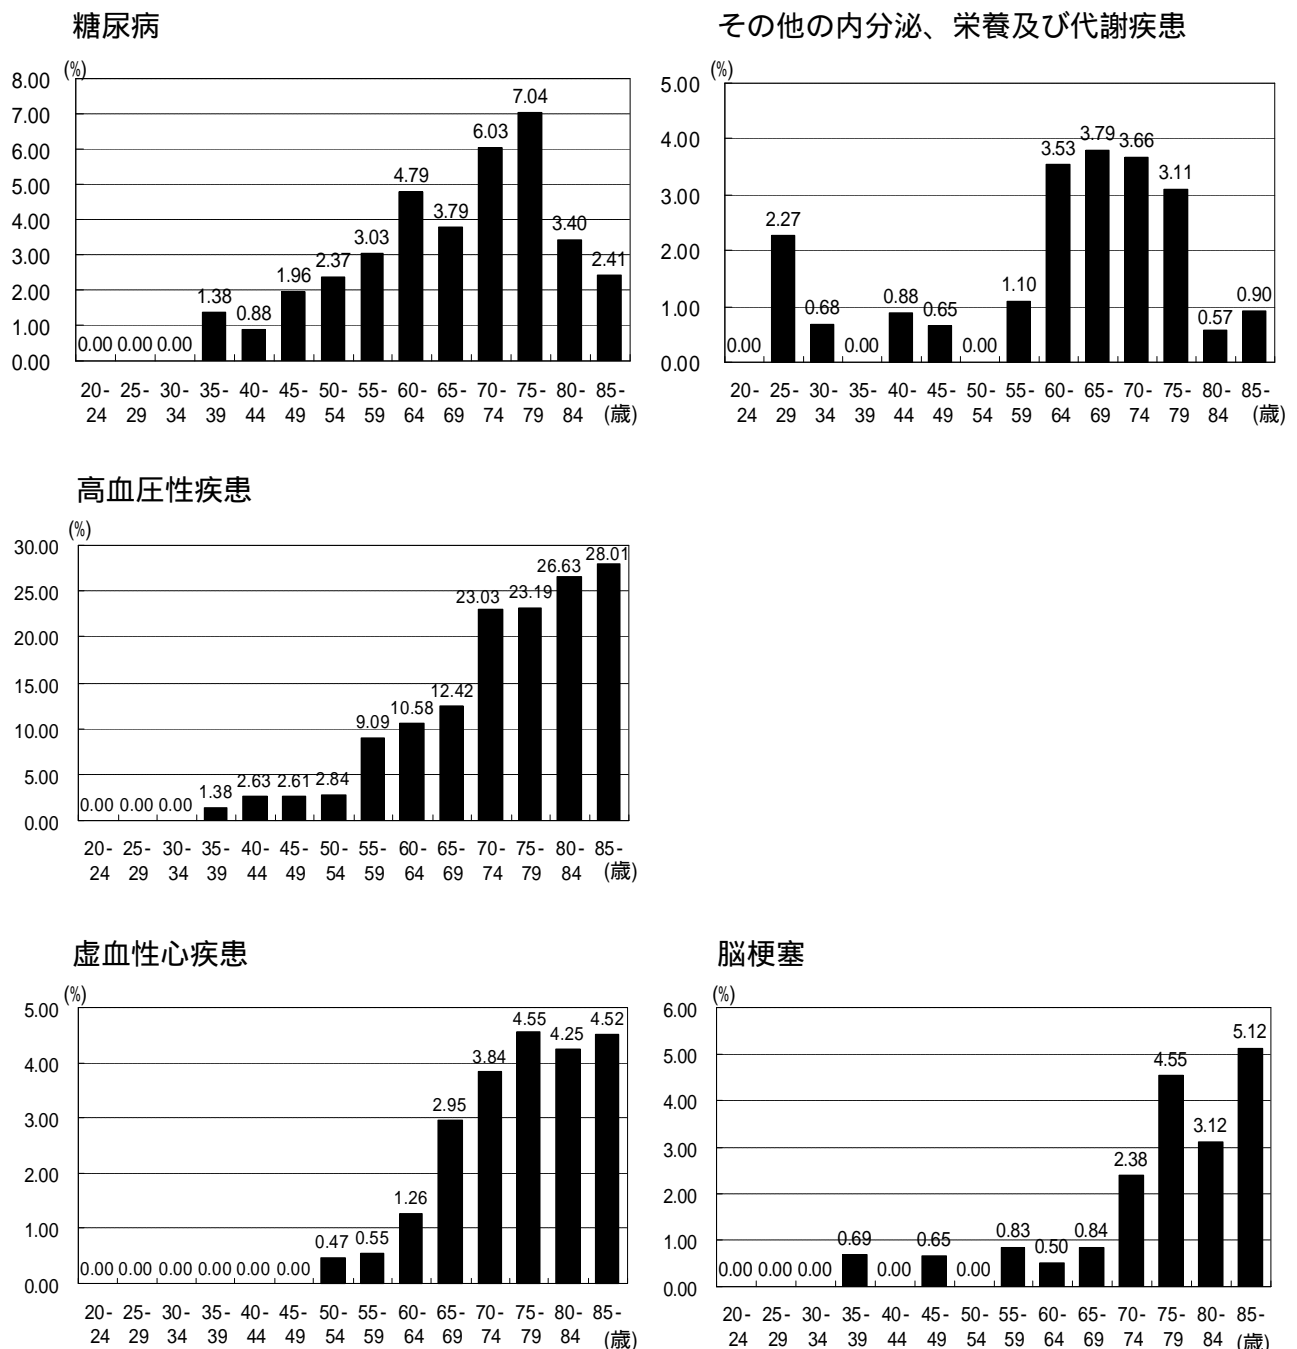 糖尿病
(%)
8.00
7.00
6.00
5.00
4.00
3.00
2.00
1.00
0.00
0.00 0.00 0.00 1.38 0.88 1.96 2.37 3.03 4.79 3.79 6.03 7.04 3.40 2.41
20- 25- 30- 35- 40- 45- 50- 55- 60- 65- 70- 75- 80- 85-
24 29 34 39 44 49 54 59 64 69 74 79 84 (歳)
その他の内分泌、栄養及び代謝疾患
(%)
5.00
4.00
3.00
2.00
1.00
0.00
0.00 2.27 0.68 0.00 0.88 0.65 0.00 1.10 3.53 3.79 3.66 3.11 0.57 0.90
20- 25- 30- 35- 40- 45- 50- 55- 60- 65- 70- 75- 80- 85-
24 29 34 39 44 49 54 59 64 69 74 79 84 (歳)
高血圧性疾患
(%)
30.00
25.00
20.00
15.00
10.00
5.00
0.00
0.00 0.00 0.00 1.38 2.63 2.61 2.84 9.09 10.58 12.42 23.03 23.19 26.63 28.01
20- 25- 30- 35- 40- 45- 50- 55- 60- 65- 70- 75- 80- 85-
24 29 34 39 44 49 54 59 64 69 74 79 84 (歳)
虚血性心疾患
(%)
5.00
4.00
3.00
2.00
1.00
0.00
0.00 0.00 0.00 0.00 0.00 0.00 0.47 0.55 1.26 2.95 3.84 4.55 4.25 4.52
20- 25- 30- 35- 40- 45- 50- 55- 60- 65- 70- 75- 80- 85-
24 29 34 39 44 49 54 59 64 69 74 79 84 (歳)
脳梗塞
(%)
6.00
5.00
4.00
3.00
2.00
1.00
0.00
0.00 0.00 0.00 0.69 0.00 0.65 0.00 0.83 0.50 0.84 2.38 4.55 3.12 5.12
20- 25- 30- 35- 40- 45- 50- 55- 60- 65- 70- 75- 80- 85-
24 29 34 39 44 49 54 59 64 69 74 79 84 (歳)